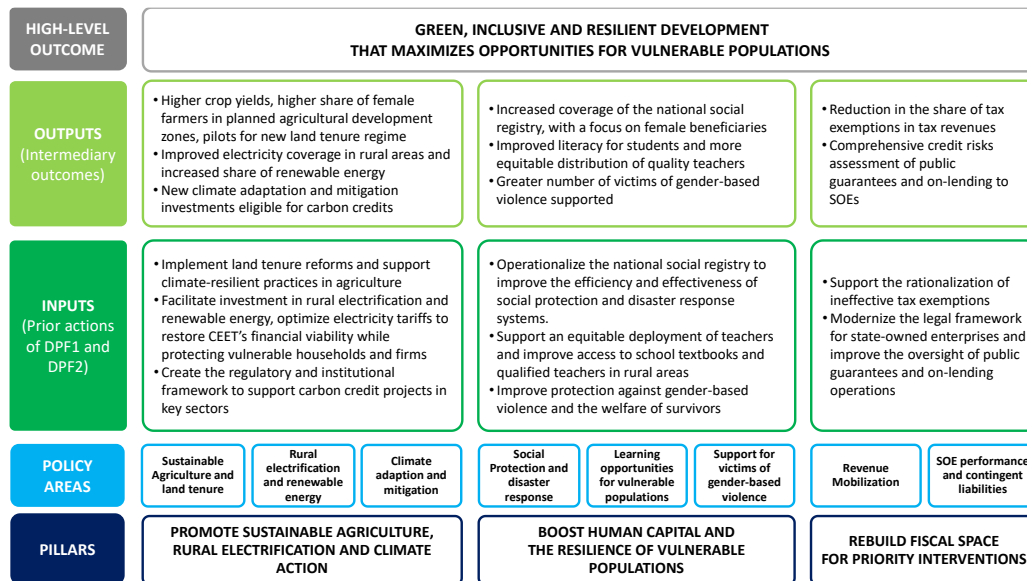 HIGH-LEVEL
OUTCOME
GREEN, INCLUSIVE AND RESILIENT DEVELOPMENT
THAT MAXIMIZES OPPORTUNITIES FOR VULNERABLE POPULATIONS
OUTPUTS
(Intermediary
outcomes)
• Higher crop yields, higher share of female
farmers in planned agricultural development
zones, pilots for new land tenure regime
• Improved electricity coverage in rural areas and
increased share of renewable energy
• New climate adaptation and mitigation
investments eligible for carbon credits
• Increased coverage of the national social
registry, with a focus on female beneficiaries
• Improved literacy for students and more
equitable distribution of quality teachers
• Greater number of victims of gender-based
violence supported
• Reduction in the share of tax
exemptions in tax revenues
• Comprehensive credit risks
assessment of public
guarantees and on-lending to
SOEs
INPUTS
(Prior actions
of DPF1 and
DPF2)
• Implement land tenure reforms and support
climate-resilient practices in agriculture
• Facilitate investment in rural electrification and
renewable energy, optimize electricity tariffs to
restore CEET's financial viability while
protecting vulnerable households and firms
• Create the regulatory and institutional
framework to support carbon credit projects in
key sectors
• Operationalize the national social registry to
improve the efficiency and effectiveness of
social protection and disaster response
systems.
• Support an equitable deployment of teachers
and improve access to school textbooks and
qualified teachers in rural areas
• Improve protection against gender-based
violence and the welfare of survivors
• Support the rationalization of
ineffective tax exemptions
• Modernize the legal framework
for state-owned enterprises and
improve the oversight of public
guarantees and on-lending
operations
POLICY
AREAS
Sustainable
Agriculture and
land tenure
Rural
electrification
and renewable
energy
Climate
adaption and
mitigation
Social
Protection and
disaster
response
Learning
opportunities
for vulnerable
populations
Support for
victims of
gender-based
violence
Revenue
Mobilization
SOE performance
and contingent
liabilities
PILLARS
PROMOTE SUSTAINABLE AGRICULTURE,
RURAL ELECTRIFICATION AND CLIMATE
ACTION
BOOST HUMAN CAPITAL AND
THE RESILIENCE OF VULNERABLE
POPULATIONS
REBUILD FISCAL SPACE
FOR PRIORITY INTERVENTIONS